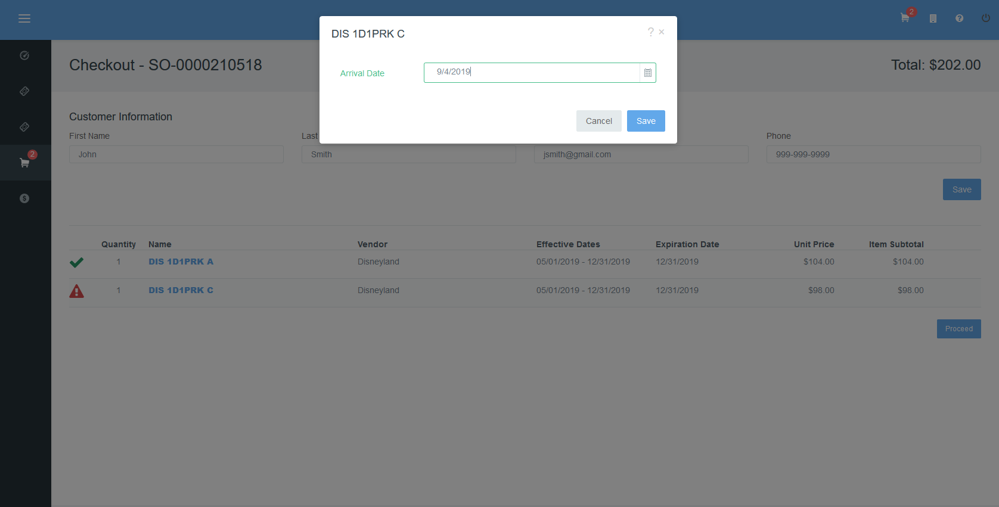 2
DIS 1D1PRK C
? ×
Checkout - SO-0000210518
Total: $202.00
Arrival Date
9/4/2019
Cancel
Save
Customer Information
First Name
Last
Phone
John
Smith
jsmith@gmail.com
999-999-9999
2
Save
Quantity Name Vendor Effective Dates Expiration Date Unit Price Item Subtotal
1 DIS 1D1PRK A Disneyland 05/01/2019 - 12/31/2019 12/31/2019 $104.00 $104.00
1 DIS 1D1PRK C Disneyland 05/01/2019 - 12/31/2019 12/31/2019 $98.00 $98.00
Proceed